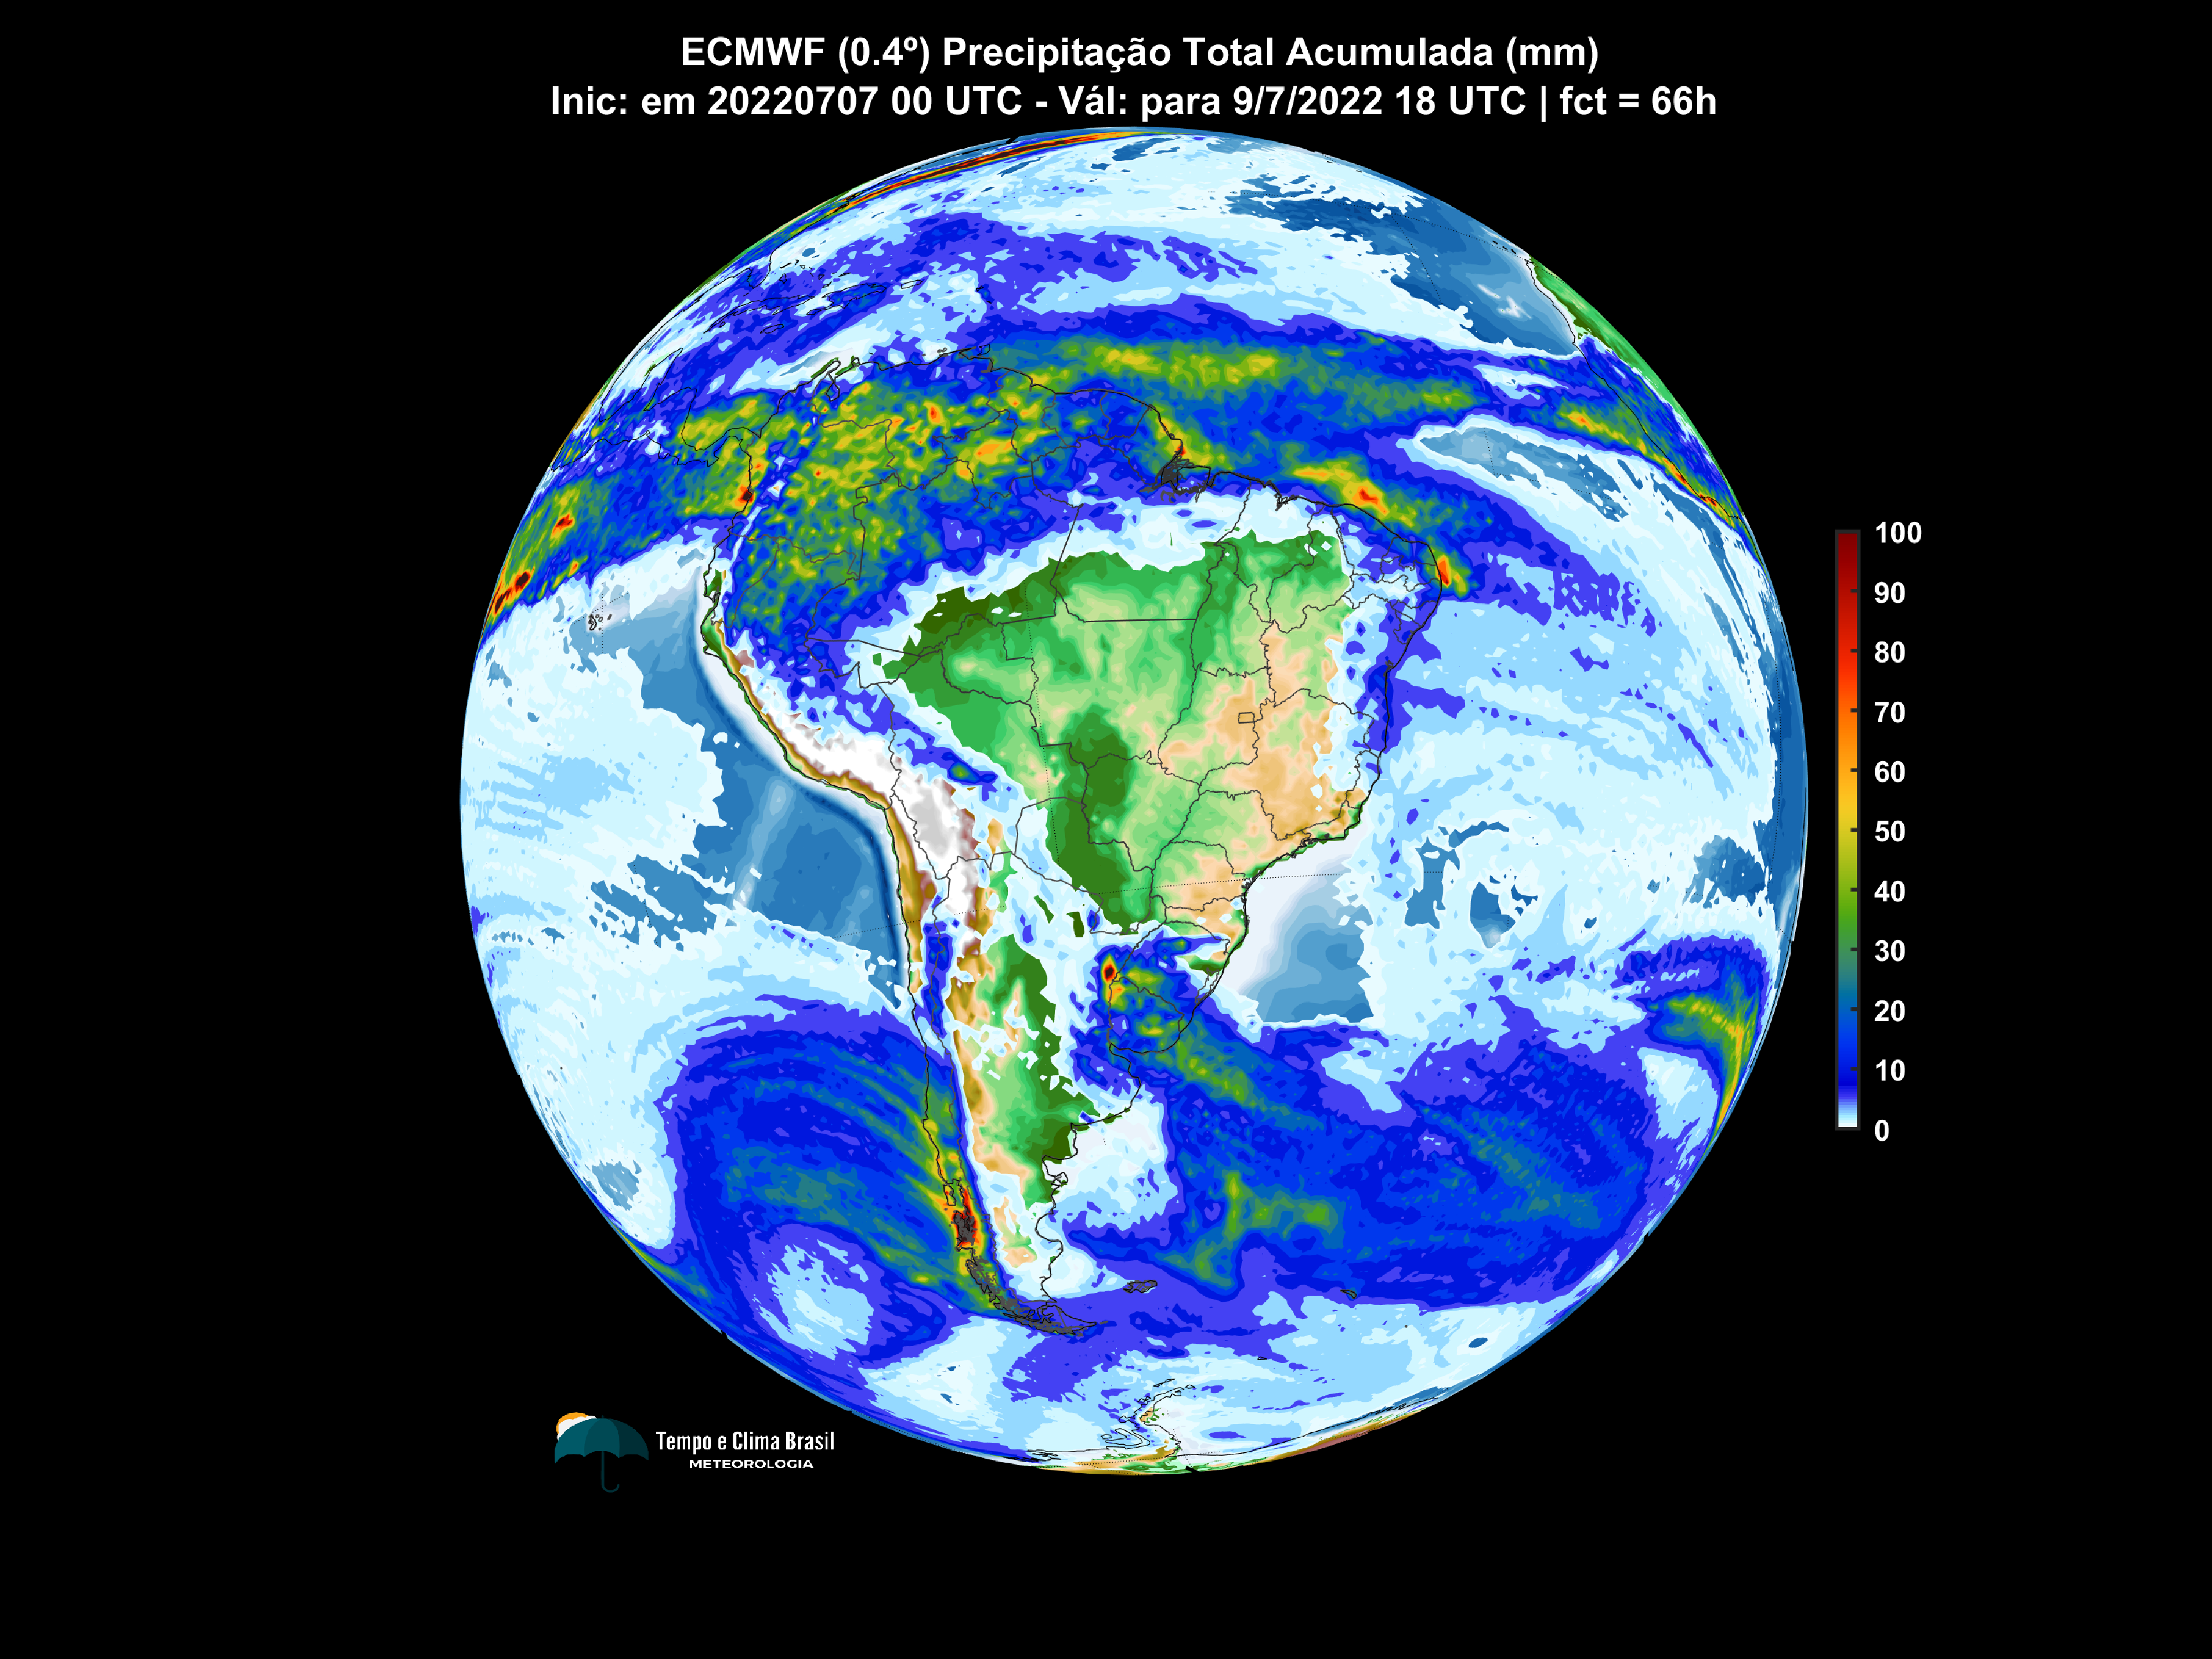 ECMWF (0.4º) Precipitação Total Acumulada (mm)
Inic: em 20220707 00 UTC - Vál: para 9/7/2022 18 UTC | fct = 66h
100
90
80
70
60
50
40
30
20
10
0
Tempo e Clima Brasil
METEOROLOGIA